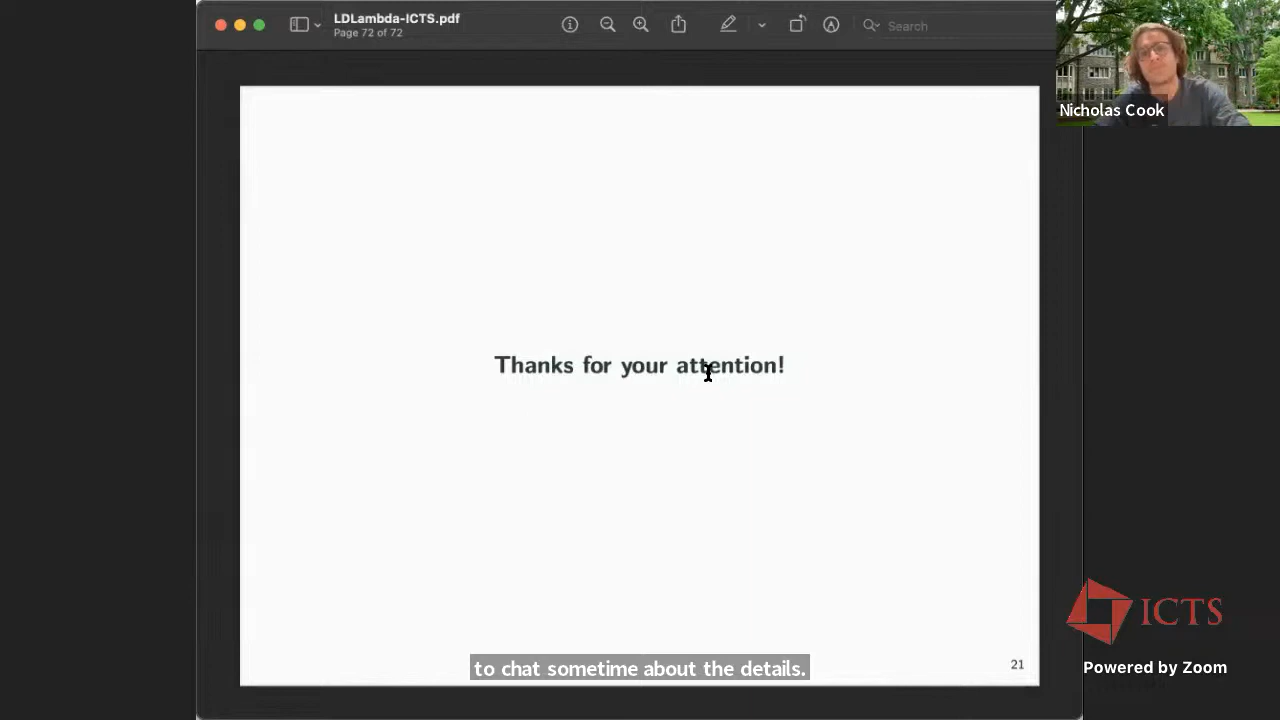 LDLambda-ICTS.pdf
Page 72 of 72
Search
Nicholas Cook
Thanks for your attention!
ICTS
to chat sometime about the details.
21
Powered by Zoom